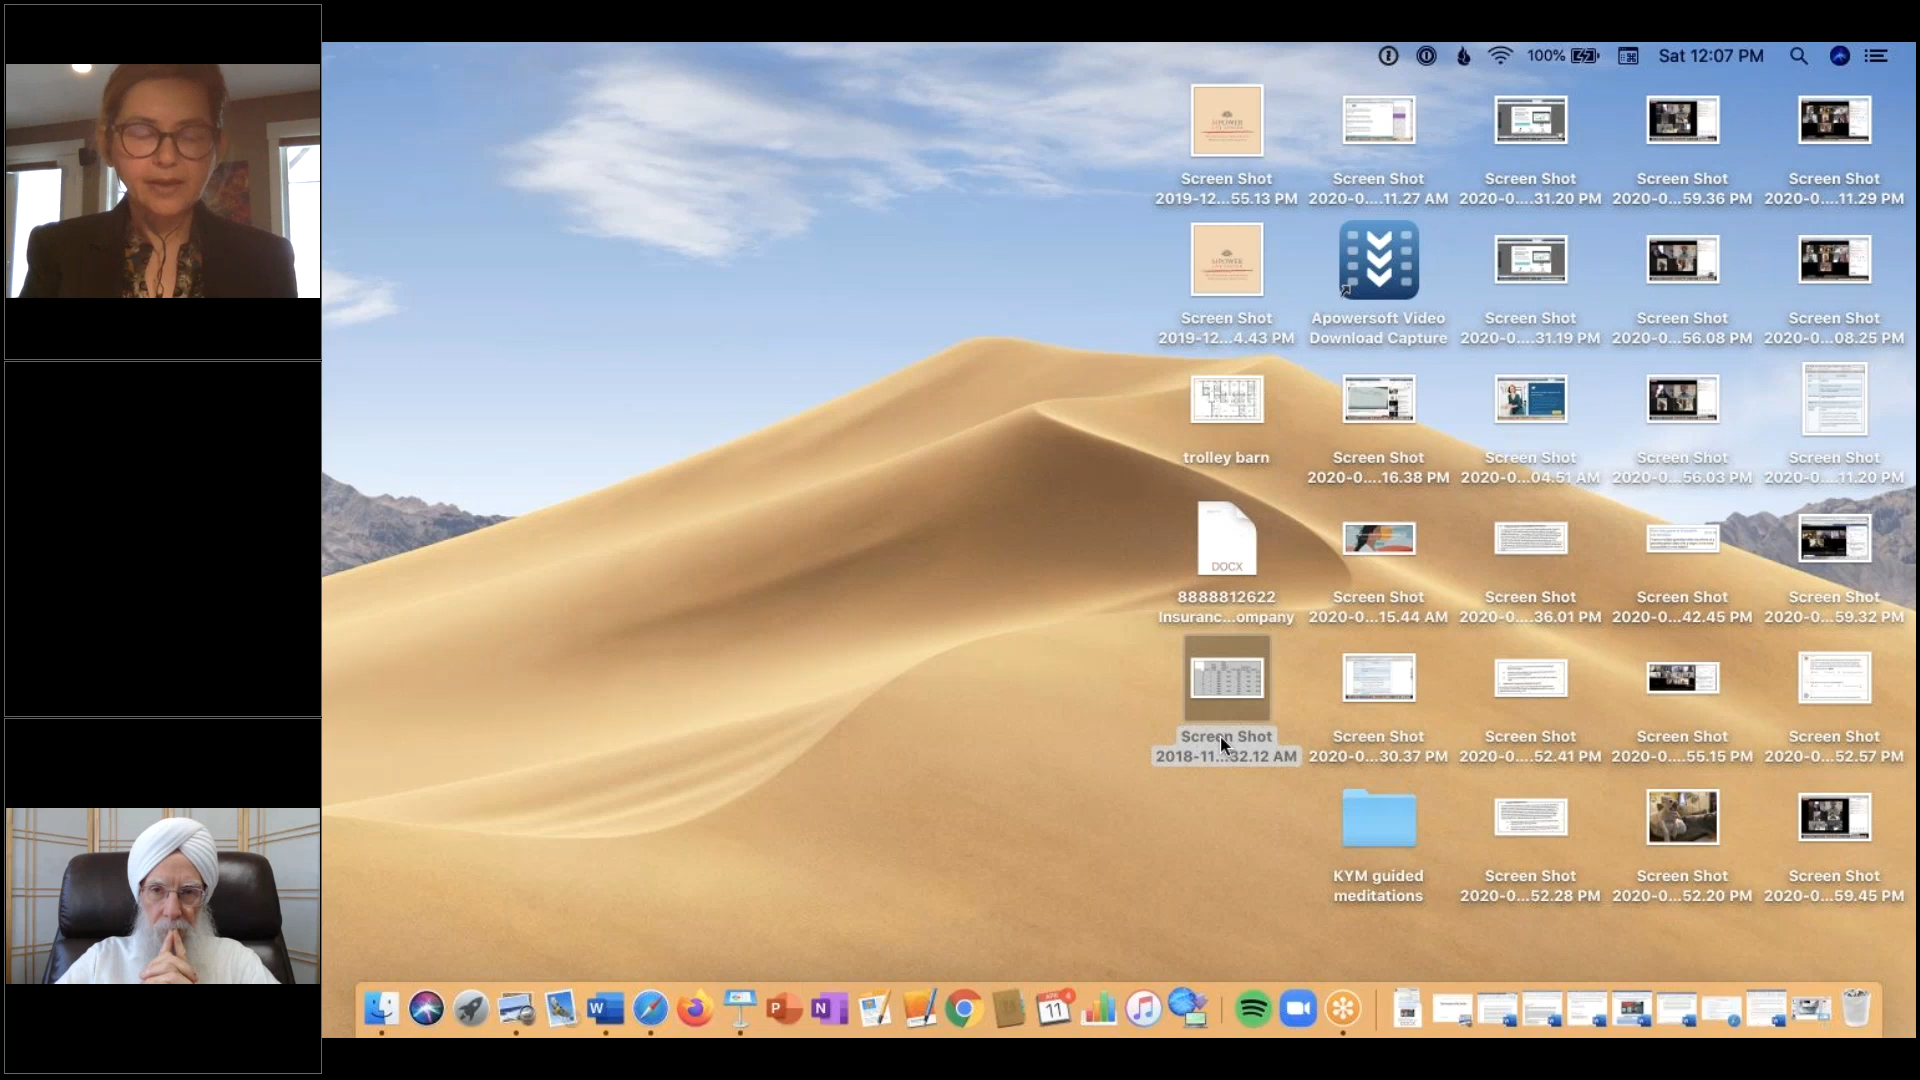 100%
Sat 12:07 PM
Screen Shot
2019-12...55.13 PM
Screen Shot
2020-0....11.27 AM
Screen Shot
2020-0....31.20 PM
Screen Shot
2020-0...59.36 PM
Screen Shot
2020-0....11.29 PM
Screen Shot
2019-12...4.43 PM
Apowersoft Video
Download Capture
Screen Shot
2020-0....31.19 PM
Screen Shot
2020-0...56.08 PM
Screen Shot
2020-0...08.25 PM
trolley barn
Screen Shot
2020-0....16.38 PM
Screen Shot
2020-0...04.51 AM
Screen Shot
2020-0...56.03 PM
Screen Shot
2020-0....11.20 PM
DOCX
8888812622
Insuranc...ompany
Screen Shot
2020-0...15.44 AM
Screen Shot
2020-0....36.01 PM
Screen Shot
2020-0...42.45 PM
Screen Shot
2020-0...59.32 PM
Screen Shot
2018-11...32.12 AM
Screen Shot
2020-0...30.37 PM
Screen Shot
2020-0...52.41 PM
Screen Shot
2020-0....55.15 PM
Screen Shot
2020-0...52.57 PM
KYM guided
meditations
Screen Shot
2020-0...52.28 PM
Screen Shot
2020-0...52.20 PM
Screen Shot
2020-0...59.45 PM
W
P
N
APR
11